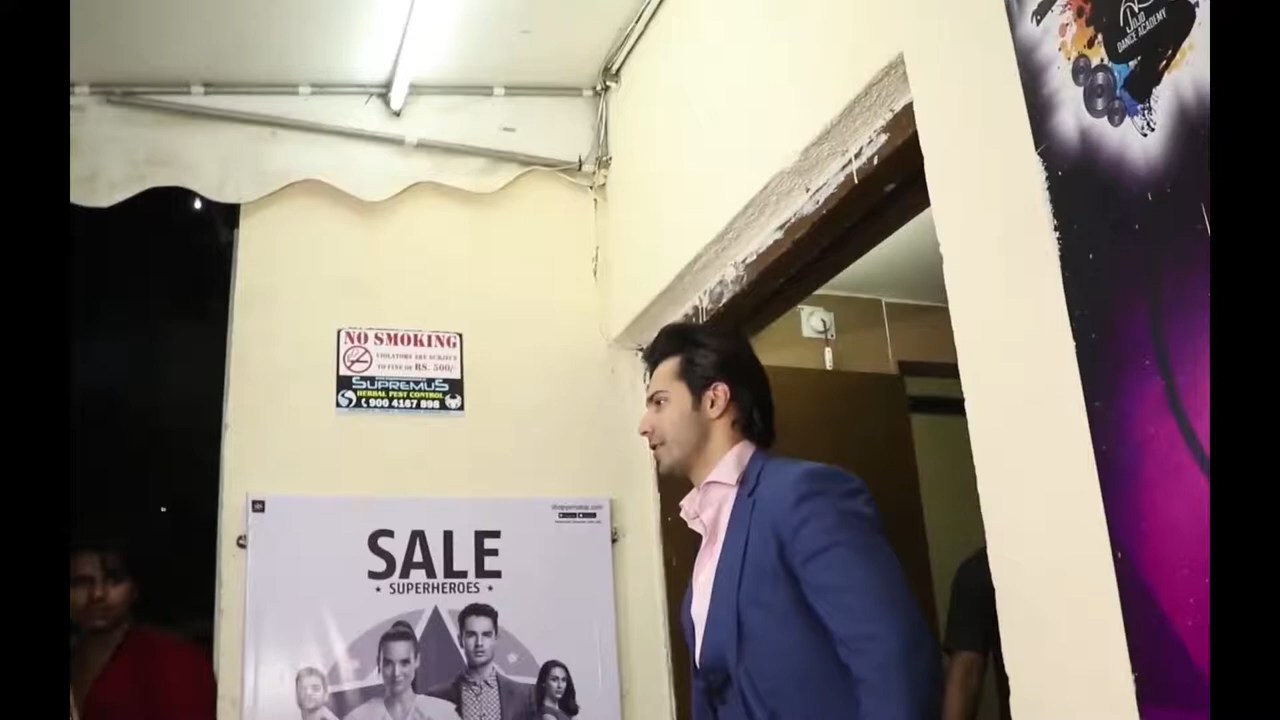 JOJO
DANCE ACADEMY
NO SMOKING
VIOLATORS ARE SUBJECT
TO FINE OF RS. 500/-
SUPREMUS
HERBAL PEST CONTROL
900 4167 898
SALE
SUPERHEROES